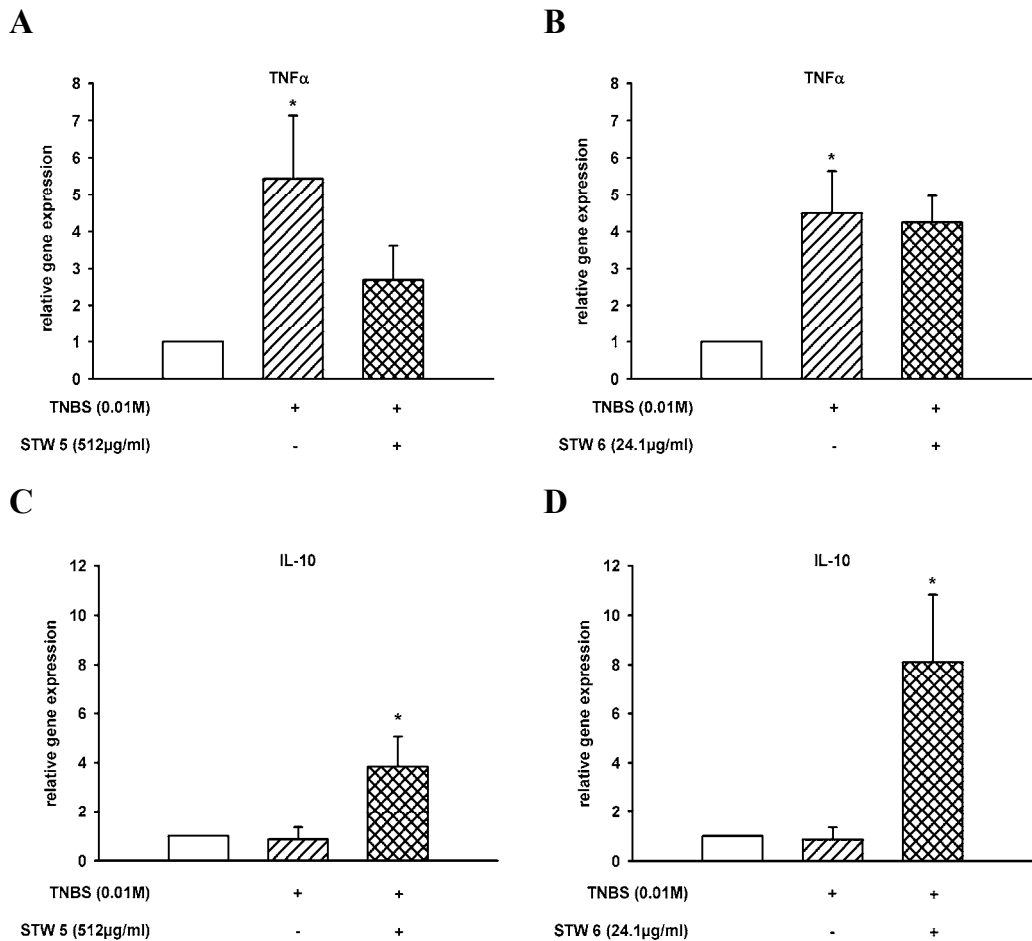 A
TNFα
*
8
7
6
5
4
3
2
1
0
relative gene expression
TNBS (0.01M) + +
STW 5 (512µg/ml) - +
B
TNFα
*
8
7
6
5
4
3
2
1
0
relative gene expression
TNBS (0.01M) + +
STW 6 (24.1µg/ml) - +
C
IL-10
*
12
10
8
6
4
2
0
relative gene expression
TNBS (0.01M) + +
STW 5 (512µg/ml) - +
D
IL-10
*
12
10
8
6
4
2
0
relative gene expression
TNBS (0.01M) + +
STW 6 (24.1µg/ml) - +